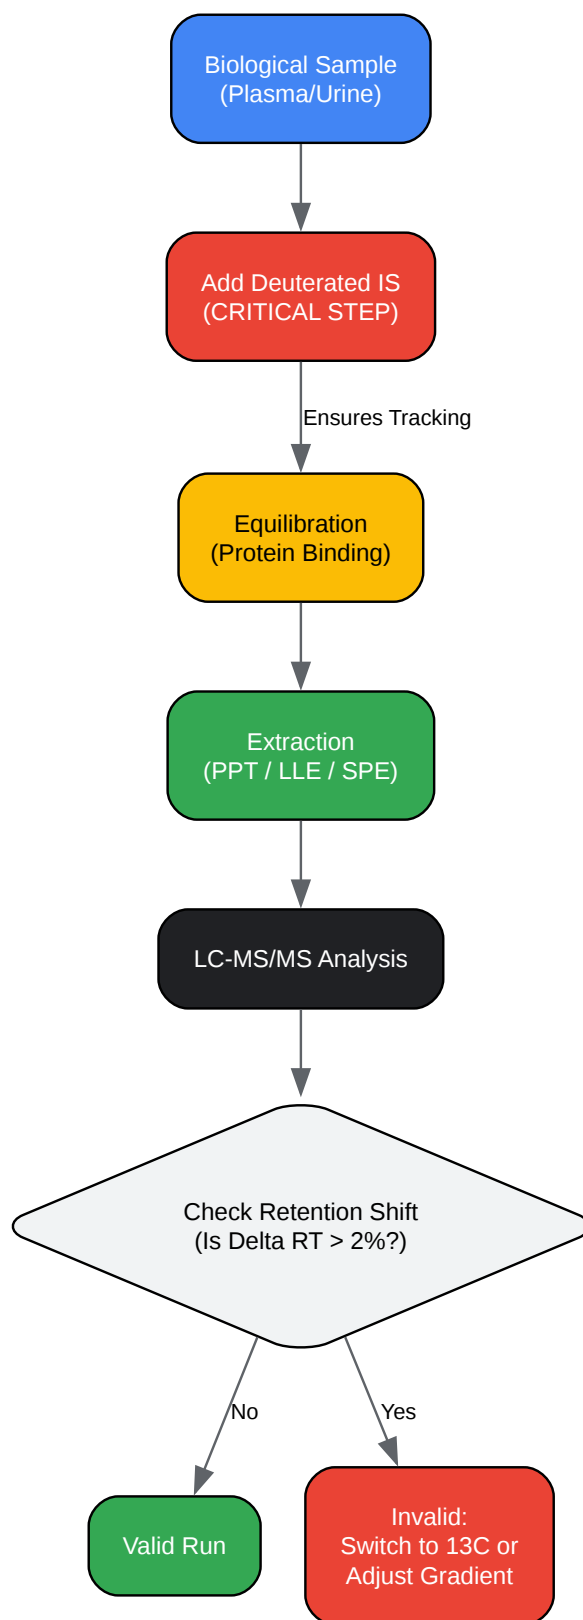 Biological Sample
(Plasma/Urine)
Add Deuterated IS
(CRITICAL STEP)
Ensures Tracking
Equilibration
(Protein Binding)
Extraction
(PPT / LLE / SPE)
LC-MS/MS Analysis
Check Retention Shift
(Is Delta RT > 2%?)
No
Yes
Valid Run
Invalid:
Switch to 13C or
Adjust Gradient